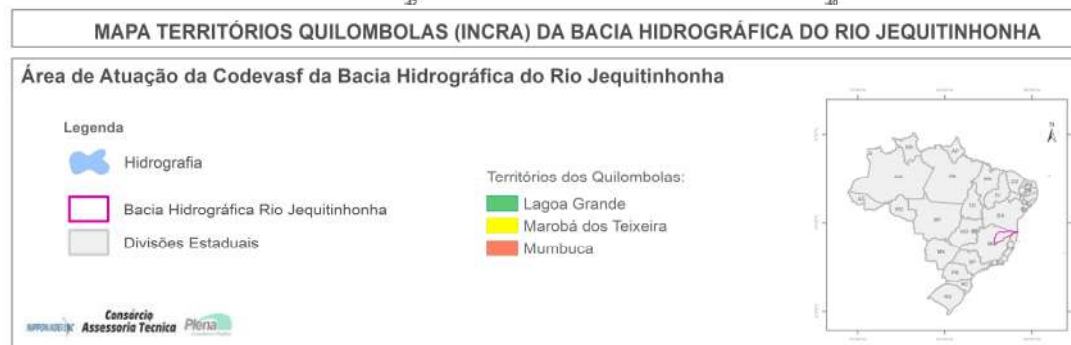 -42 -40
MAPA TERRITÓRIOS QUILOMBOLAS (INCRA) DA BACIA HIDROGRÁFICA DO RIO JEQUITINHONHA
Área de Atuação da Codevasf da Bacia Hidrográfica do Rio Jequitinhonha
Legenda
Hidrografia
Bacia Hidrográfica Rio Jequitinhonha
Divisões Estaduais
Territórios dos Quilombolas:
Lagoa Grande
Marobá dos Teixeira
Mumbuca
N
Consórcio
Assessoria Tecnica
Plena